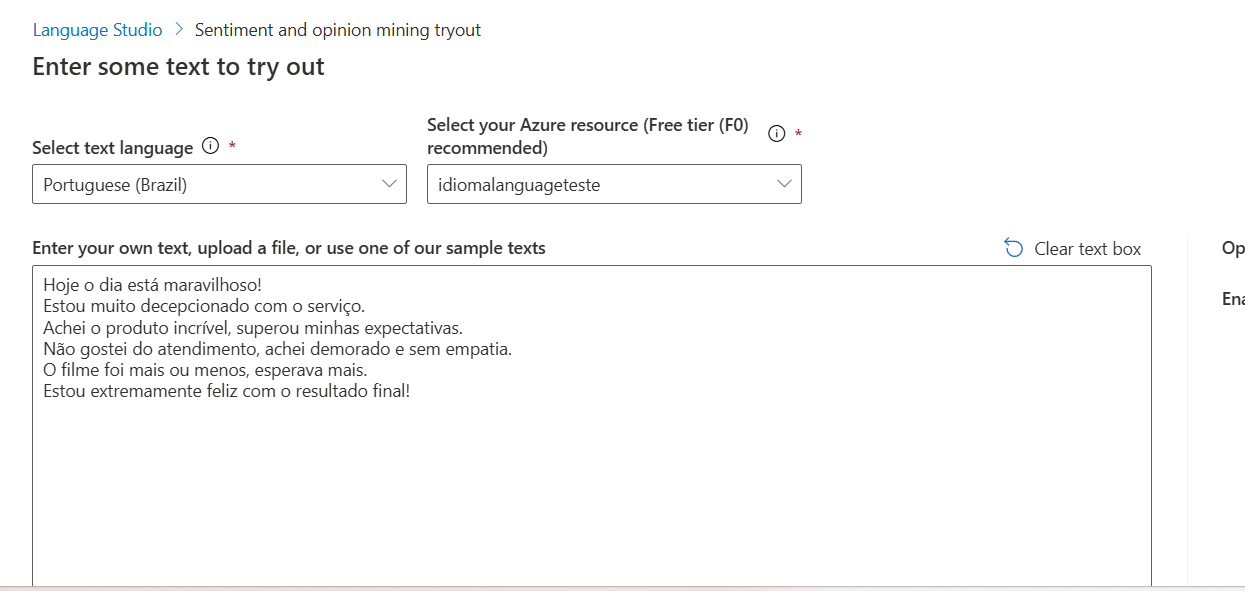 Language Studio > Sentiment and opinion mining tryout
Enter some text to try out
Select text language *
Select your Azure resource (Free tier (F0) recommended) *
Portuguese (Brazil)
idiomalanguageteste
Enter your own text, upload a file, or use one of our sample texts
Clear text box
Op
Hoje o dia está maravilhoso!
Estou muito decepcionado com o serviço.
Ena
Achei o produto incrível, superou minhas expectativas.
Não gostei do atendimento, achei demorado e sem empatia.
O filme foi mais ou menos, esperava mais.
Estou extremamente feliz com o resultado final!